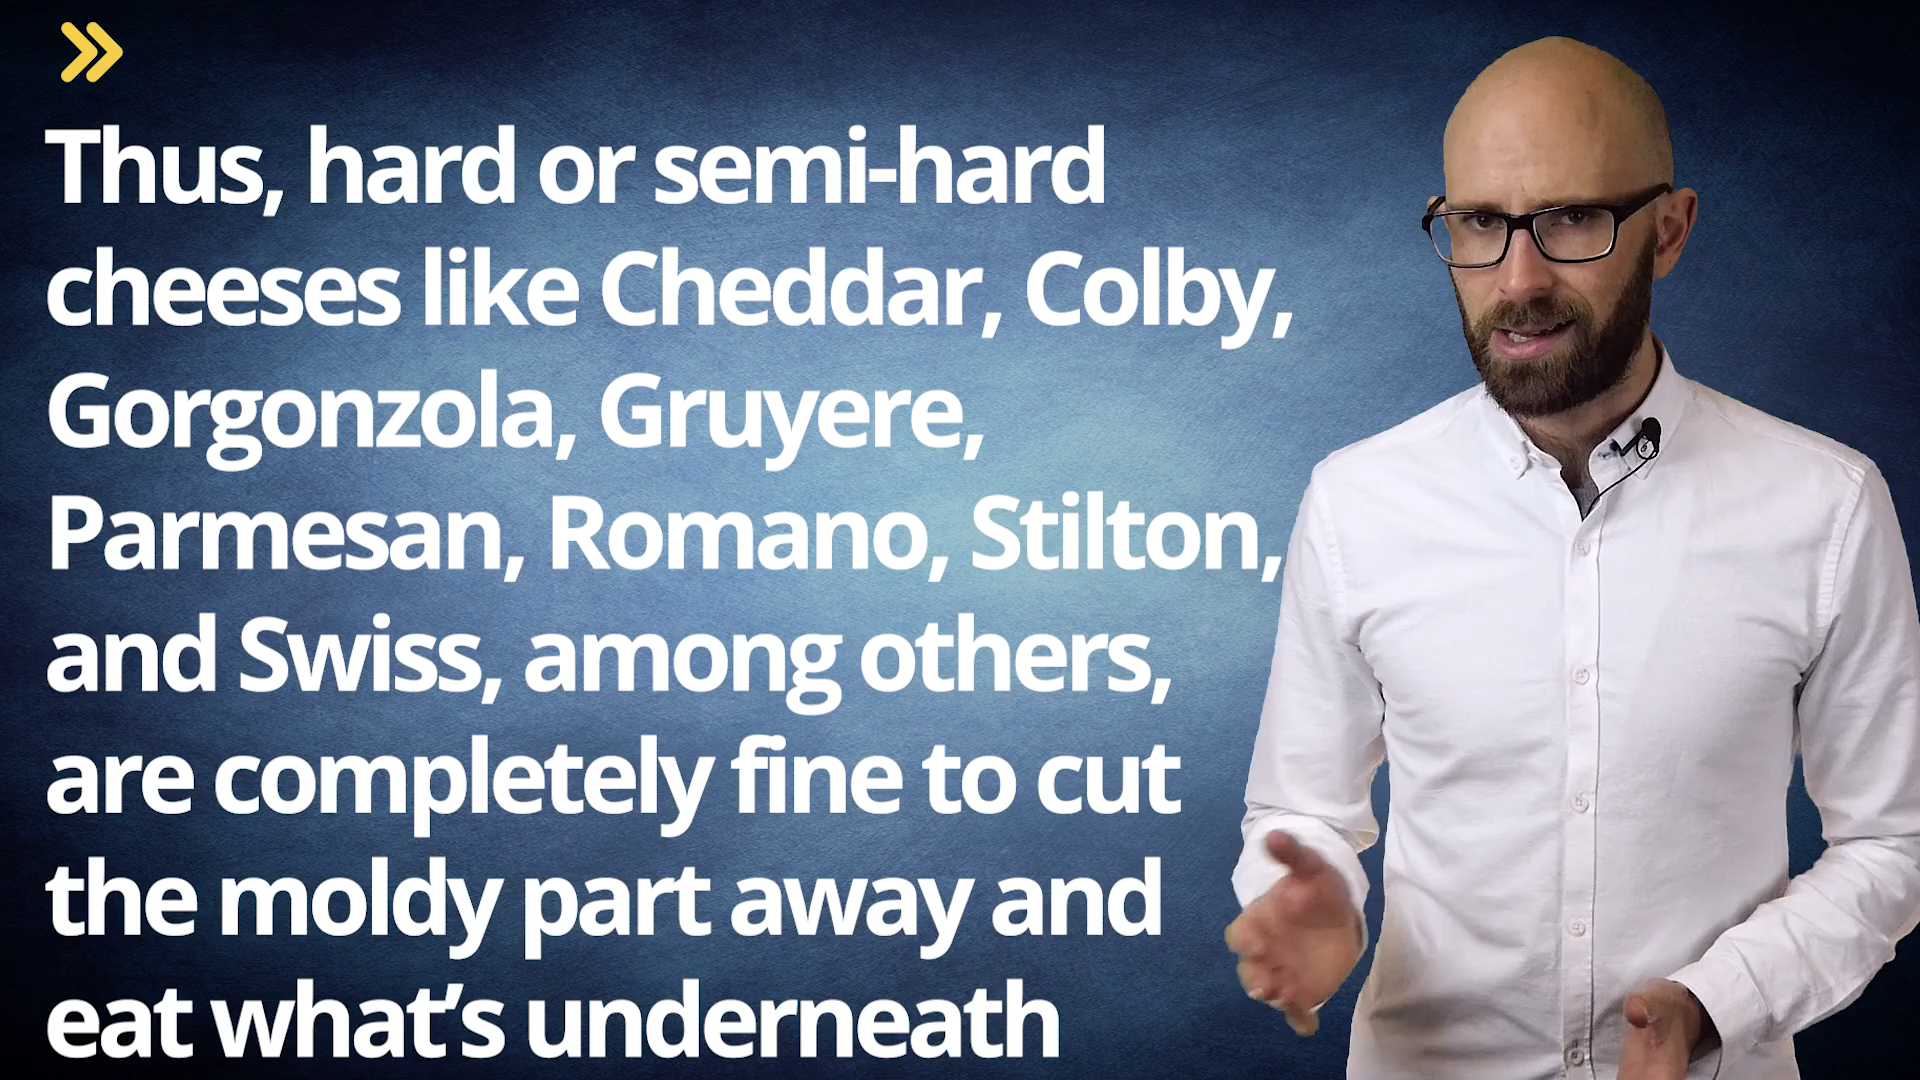 Thus, hard or semi-hard
cheeses like Cheddar, Colby,
Gorgonzola, Gruyere,
Parmesan, Romano, Stilton,
and Swiss, among others,
are completely fine to cut
the moldy part away and
eat what’s underneath